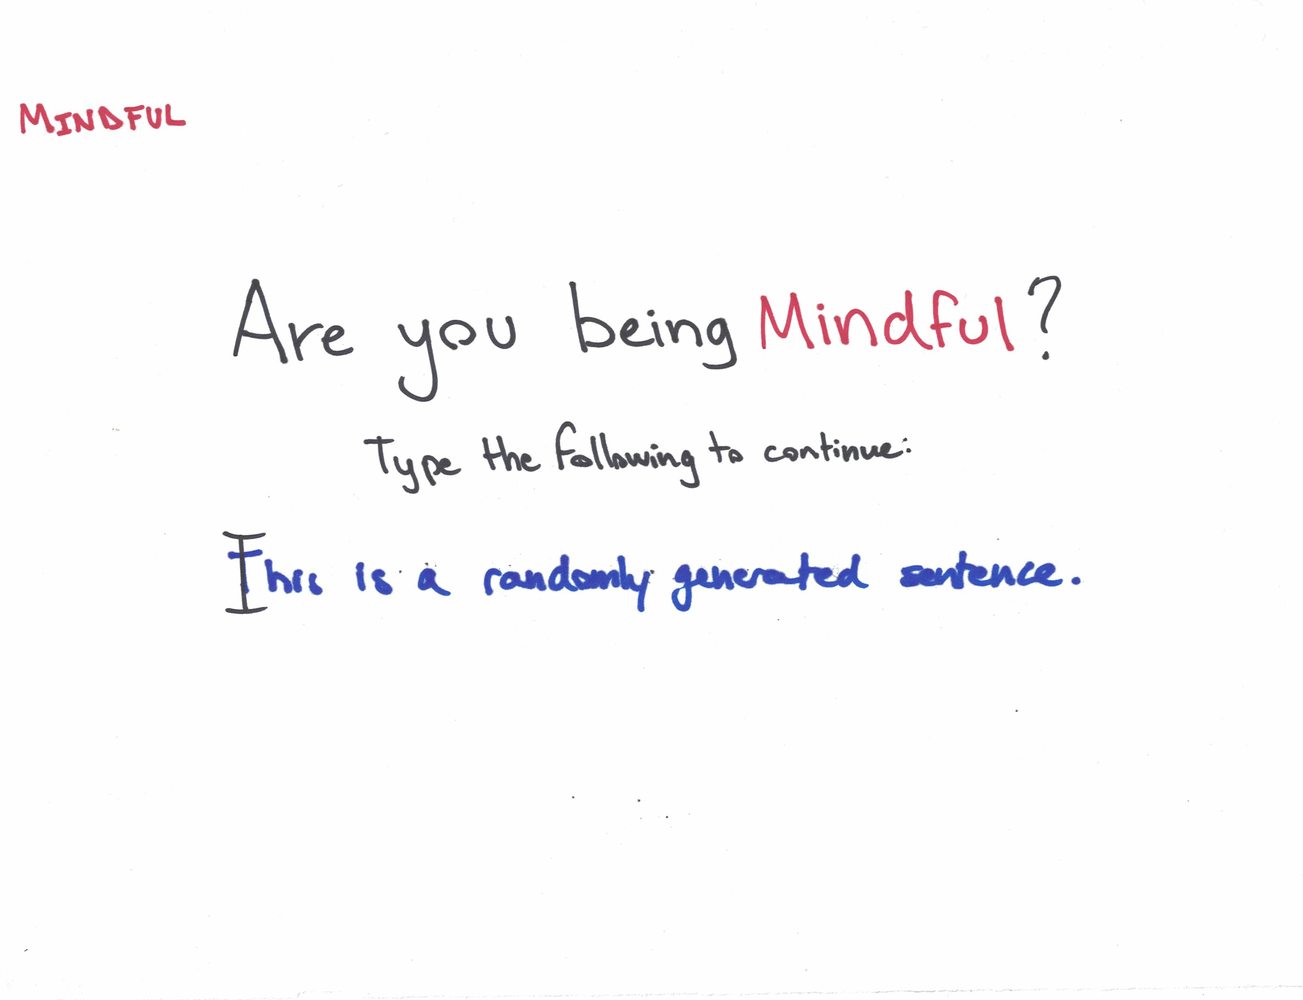 MINDFUL
Are you being Mindful?
Type the following to continue:
This is a randomly generated sentence.